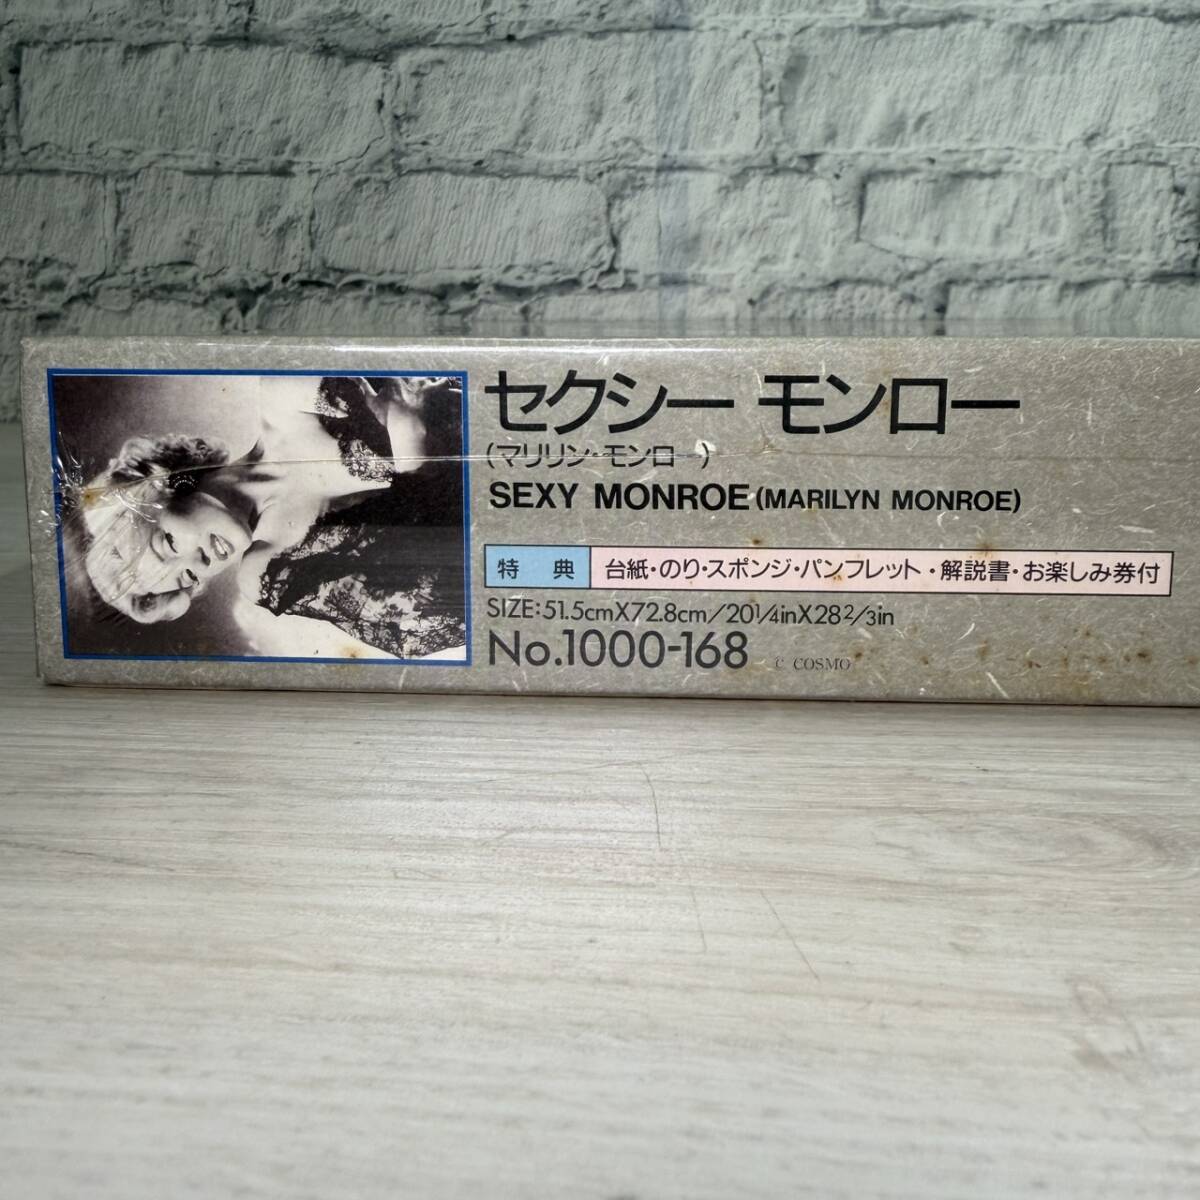 セクシー モンロー
(マリリン・モンロー)
SEXY MONROE (MARILYN MONROE)
特典 台紙・のり・スポンジ・パンフレット・解説書・お楽しみ券付
SIZE:51.5cmX72.8cm/20 1/4inX28 2/3in
No.1000-168 © COSMO